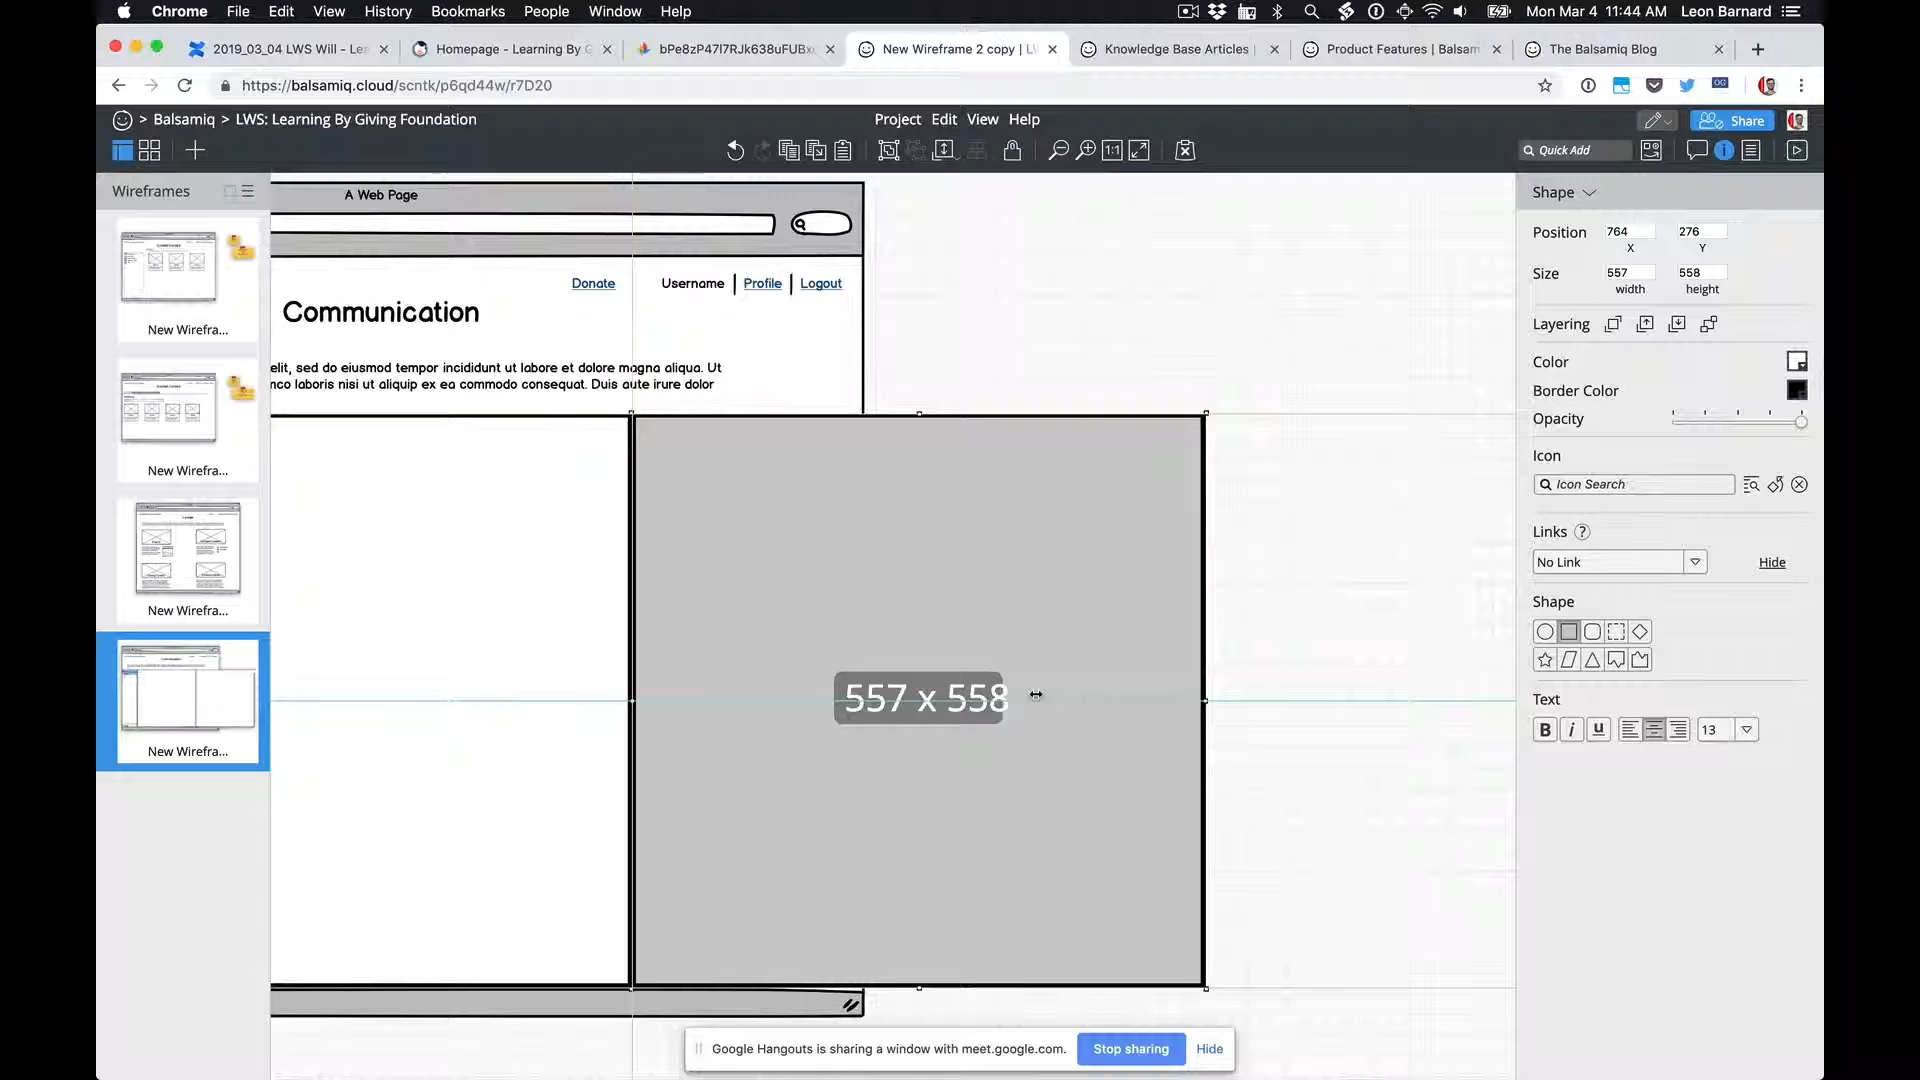 Chrome File Edit View History Bookmarks People Window Help Mon Mar 4 11:44 AM Leon Barnard
2019_03_04 LWS Will - Lea
Homepage - Learning By G
bPe8zP47l7RJk638uFUBx
New Wireframe 2 copy | LW
Knowledge Base Articles
Product Features | Balsam
The Balsamiq Blog
https://balsamiq.cloud/scntk/p6qd44w/r7D20
OG
> Balsamiq > LWS: Learning By Giving Foundation
Project Edit View Help
Share
1:1
Quick Add
Wireframes
New Wirefra...
New Wirefra...
New Wirefra...
New Wirefra...
A Web Page
Donate Username Profile Logout
Communication
elit, sed do eiusmod tempor incididunt ut labore et dolore magna aliqua. Ut
nco laboris nisi ut aliquip ex ea commodo consequat. Duis aute irure dolor
557 x 558
Shape
Position 764 276
X Y
Size 557 558
width height
Layering
Color
Border Color
Opacity
Icon
Icon Search
Links ?
No Link Hide
Shape
Text
B i u 13
Google Hangouts is sharing a window with meet.google.com. Stop sharing Hide